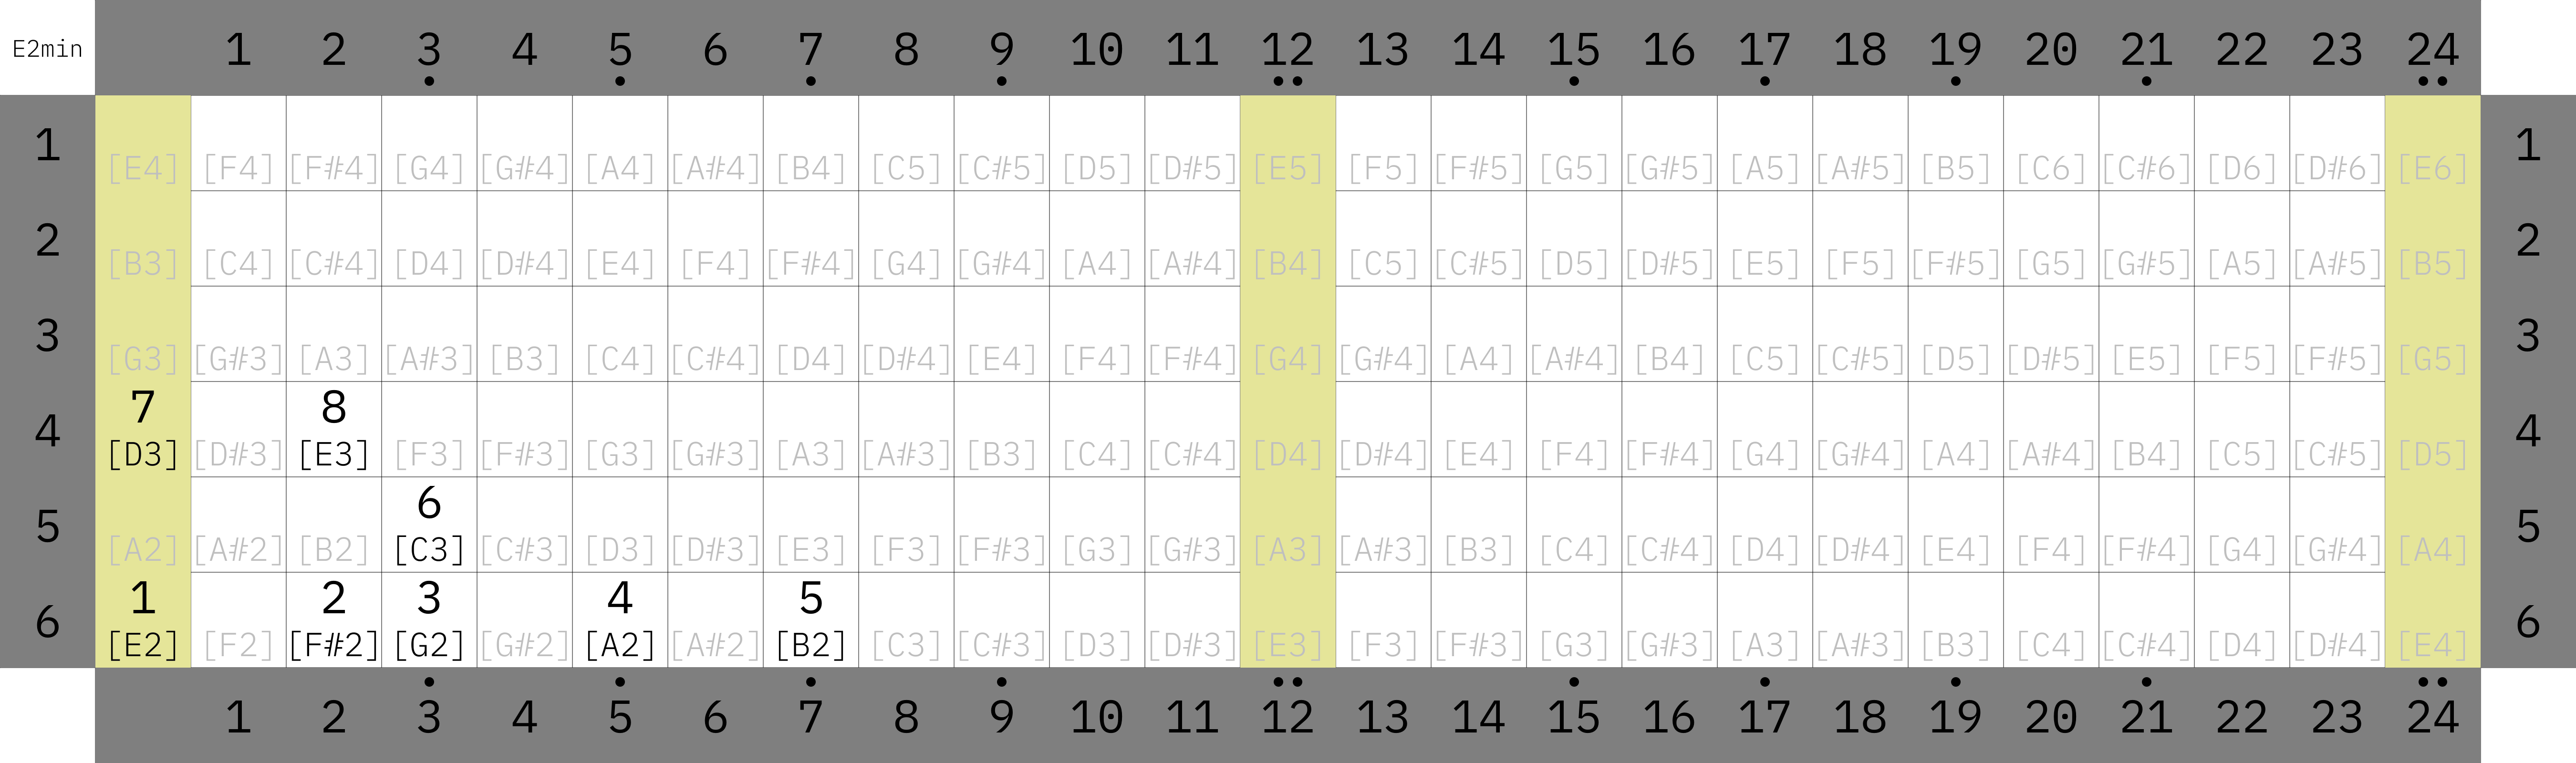 E2min 1 2 3 4 5 6 7 8 9 10 11 12 13 14 15 16 17 18 19 20 21 22 23 24
1 [E4] [F4] [F#4] [G4] [G#4] [A4] [A#4] [B4] [C5] [C#5] [D5] [D#5] [E5] [F5] [F#5] [G5] [G#5] [A5] [A#5] [B5] [C6] [C#6] [D6] [D#6] [E6] 1
2 [B3] [C4] [C#4] [D4] [D#4] [E4] [F4] [F#4] [G4] [G#4] [A4] [A#4] [B4] [C5] [C#5] [D5] [D#5] [E5] [F5] [F#5] [G5] [G#5] [A5] [A#5] [B5] 2
3 [G3] [G#3] [A3] [A#3] [B3] [C4] [C#4] [D4] [D#4] [E4] [F4] [F#4] [G4] [G#4] [A4] [A#4] [B4] [C5] [C#5] [D5] [D#5] [E5] [F5] [F#5] [G5] 3
7 8
4 [D3] [D#3] [E3] [F3] [F#3] [G3] [G#3] [A3] [A#3] [B3] [C4] [C#4] [D4] [D#4] [E4] [F4] [F#4] [G4] [G#4] [A4] [A#4] [B4] [C5] [C#5] [D5] 4
6
5 [A2] [A#2] [B2] [C3] [C#3] [D3] [D#3] [E3] [F3] [F#3] [G3] [G#3] [A3] [A#3] [B3] [C4] [C#4] [D4] [D#4] [E4] [F4] [F#4] [G4] [G#4] [A4] 5
1 2 3 4 5
6 [E2] [F2] [F#2] [G2] [G#2] [A2] [A#2] [B2] [C3] [C#3] [D3] [D#3] [E3] [F3] [F#3] [G3] [G#3] [A3] [A#3] [B3] [C4] [C#4] [D4] [D#4] [E4] 6
1 2 3 4 5 6 7 8 9 10 11 12 13 14 15 16 17 18 19 20 21 22 23 24